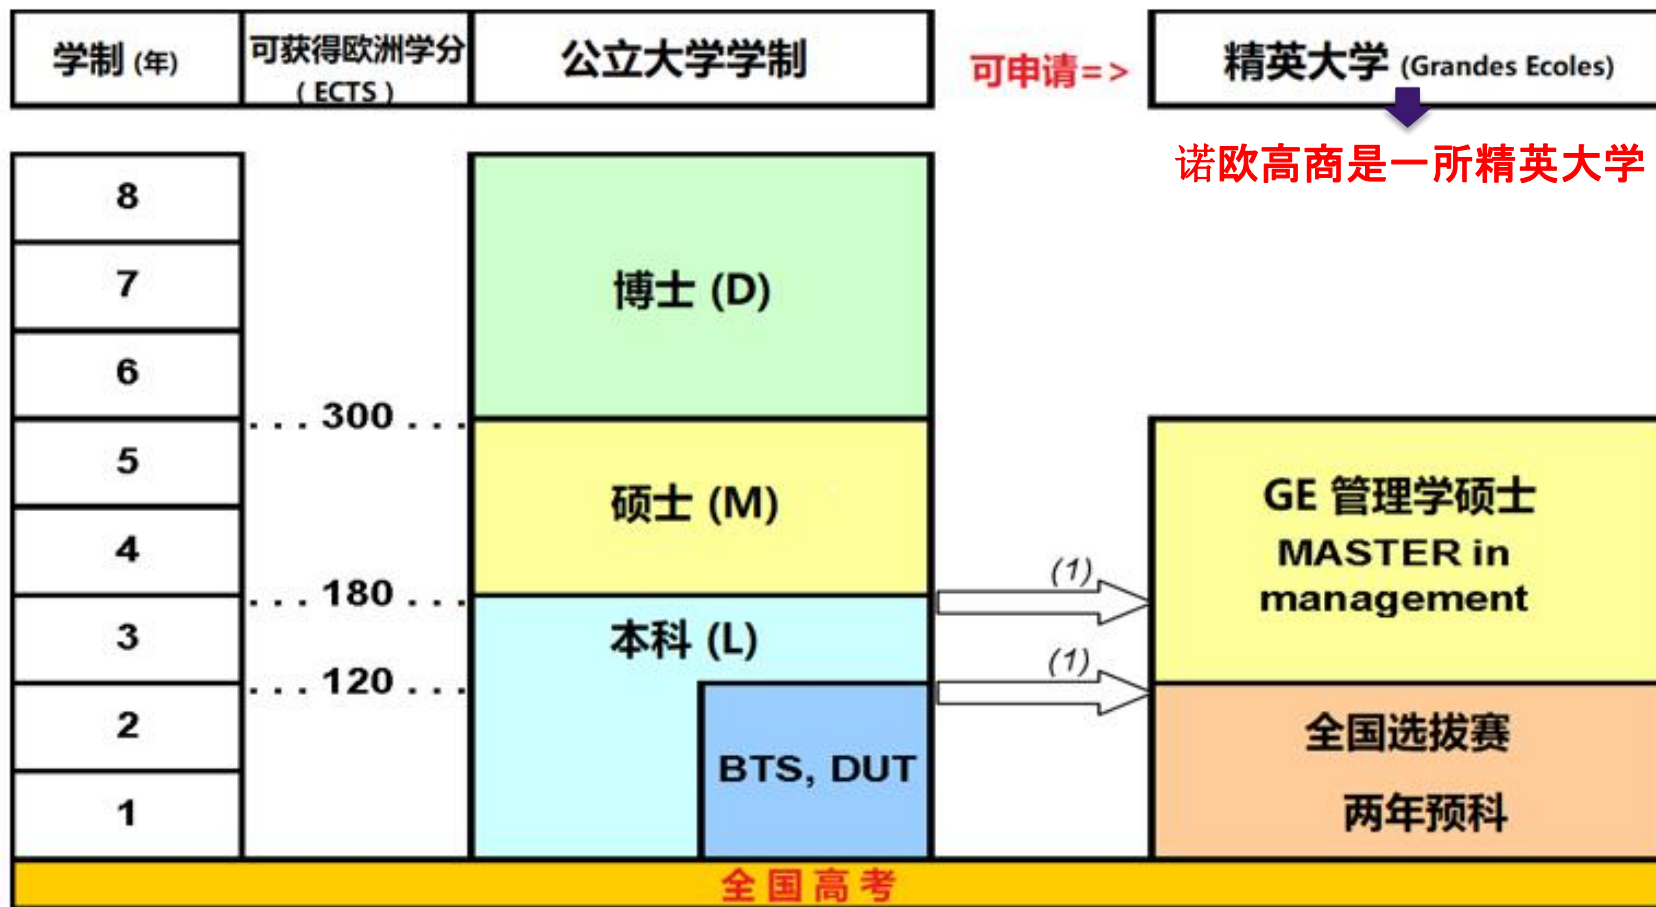 学制 (年)
可获得欧洲学分
( ECTS )
公立大学学制
可申请=>
精英大学 (Grandes Ecoles)
诺欧高商是一所精英大学
8
7
6
5
4
3
2
1
... 300 ...
... 180 ...
... 120 ...
博士 (D)
硕士 (M)
本科 (L)
BTS, DUT
(1)
(1)
GE 管理学硕士
MASTER in
management
全国选拔赛
两年预科
全国高考